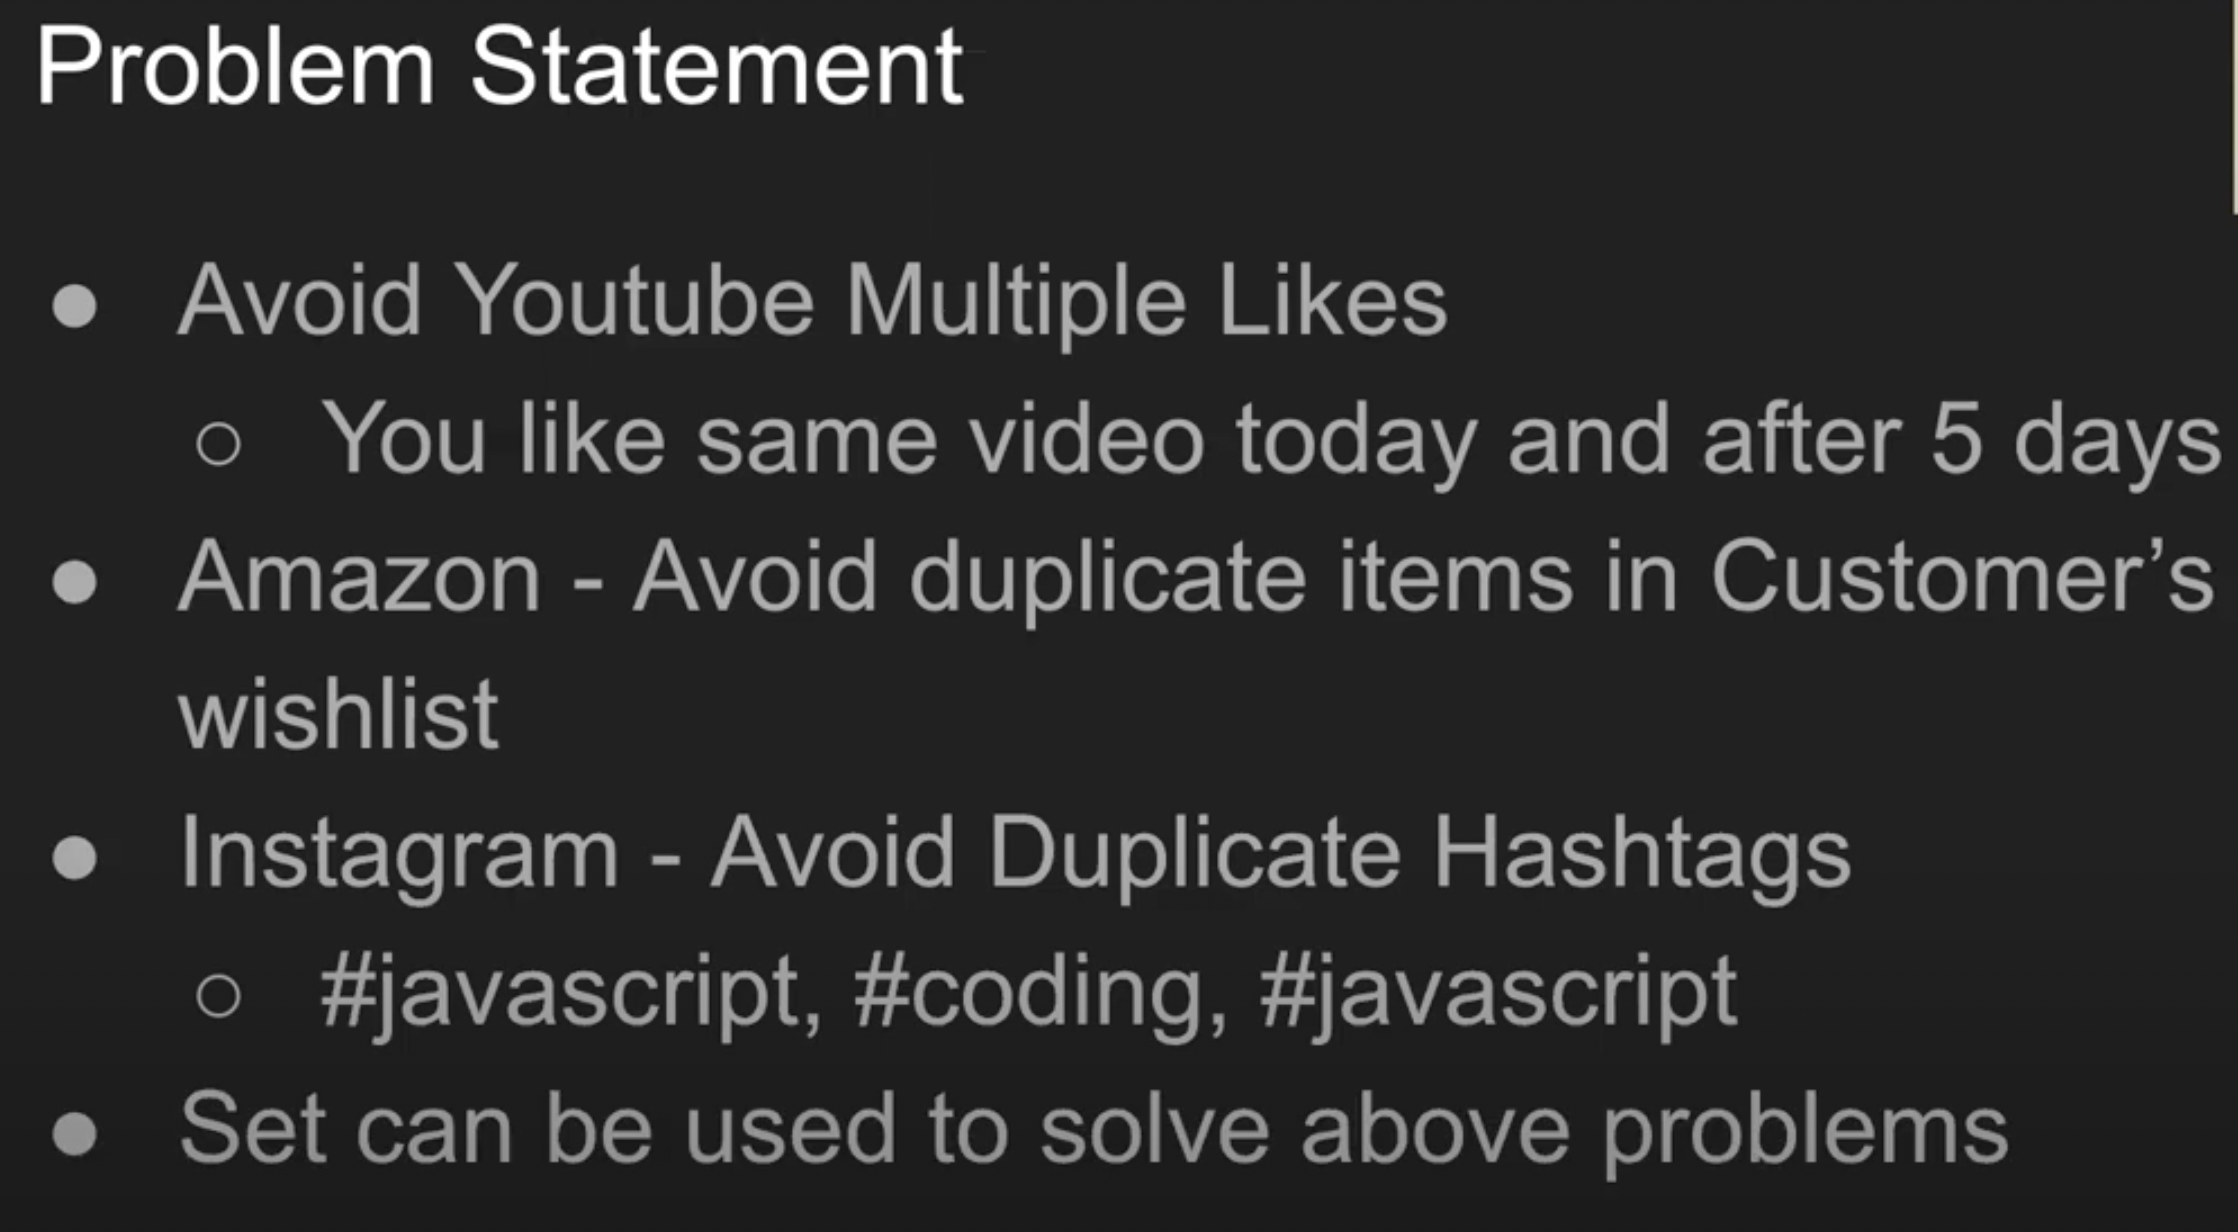 Problem Statement
● Avoid Youtube Multiple Likes
○ You like same video today and after 5 days
● Amazon - Avoid duplicate items in Customer’s
wishlist
● Instagram - Avoid Duplicate Hashtags
○ #javascript, #coding, #javascript
● Set can be used to solve above problems